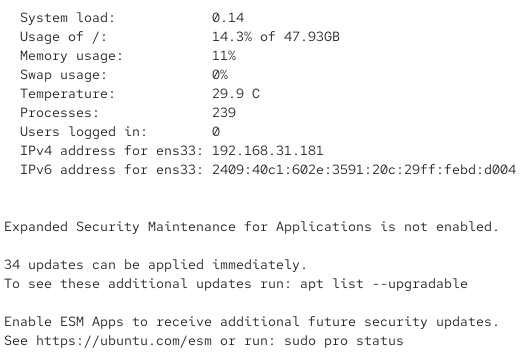 System load: 0.14
Usage of /: 14.3% of 47.93GB
Memory usage: 11%
Swap usage: 0%
Temperature: 29.9 C
Processes: 239
Users logged in: 0
IPv4 address for ens33: 192.168.31.181
IPv6 address for ens33: 2409:40c1:602e:3591:20c:29ff:febd:d004
Expanded Security Maintenance for Applications is not enabled.
34 updates can be applied immediately.
To see these additional updates run: apt list --upgradable
Enable ESM Apps to receive additional future security updates.
See https://ubuntu.com/esm or run: sudo pro status